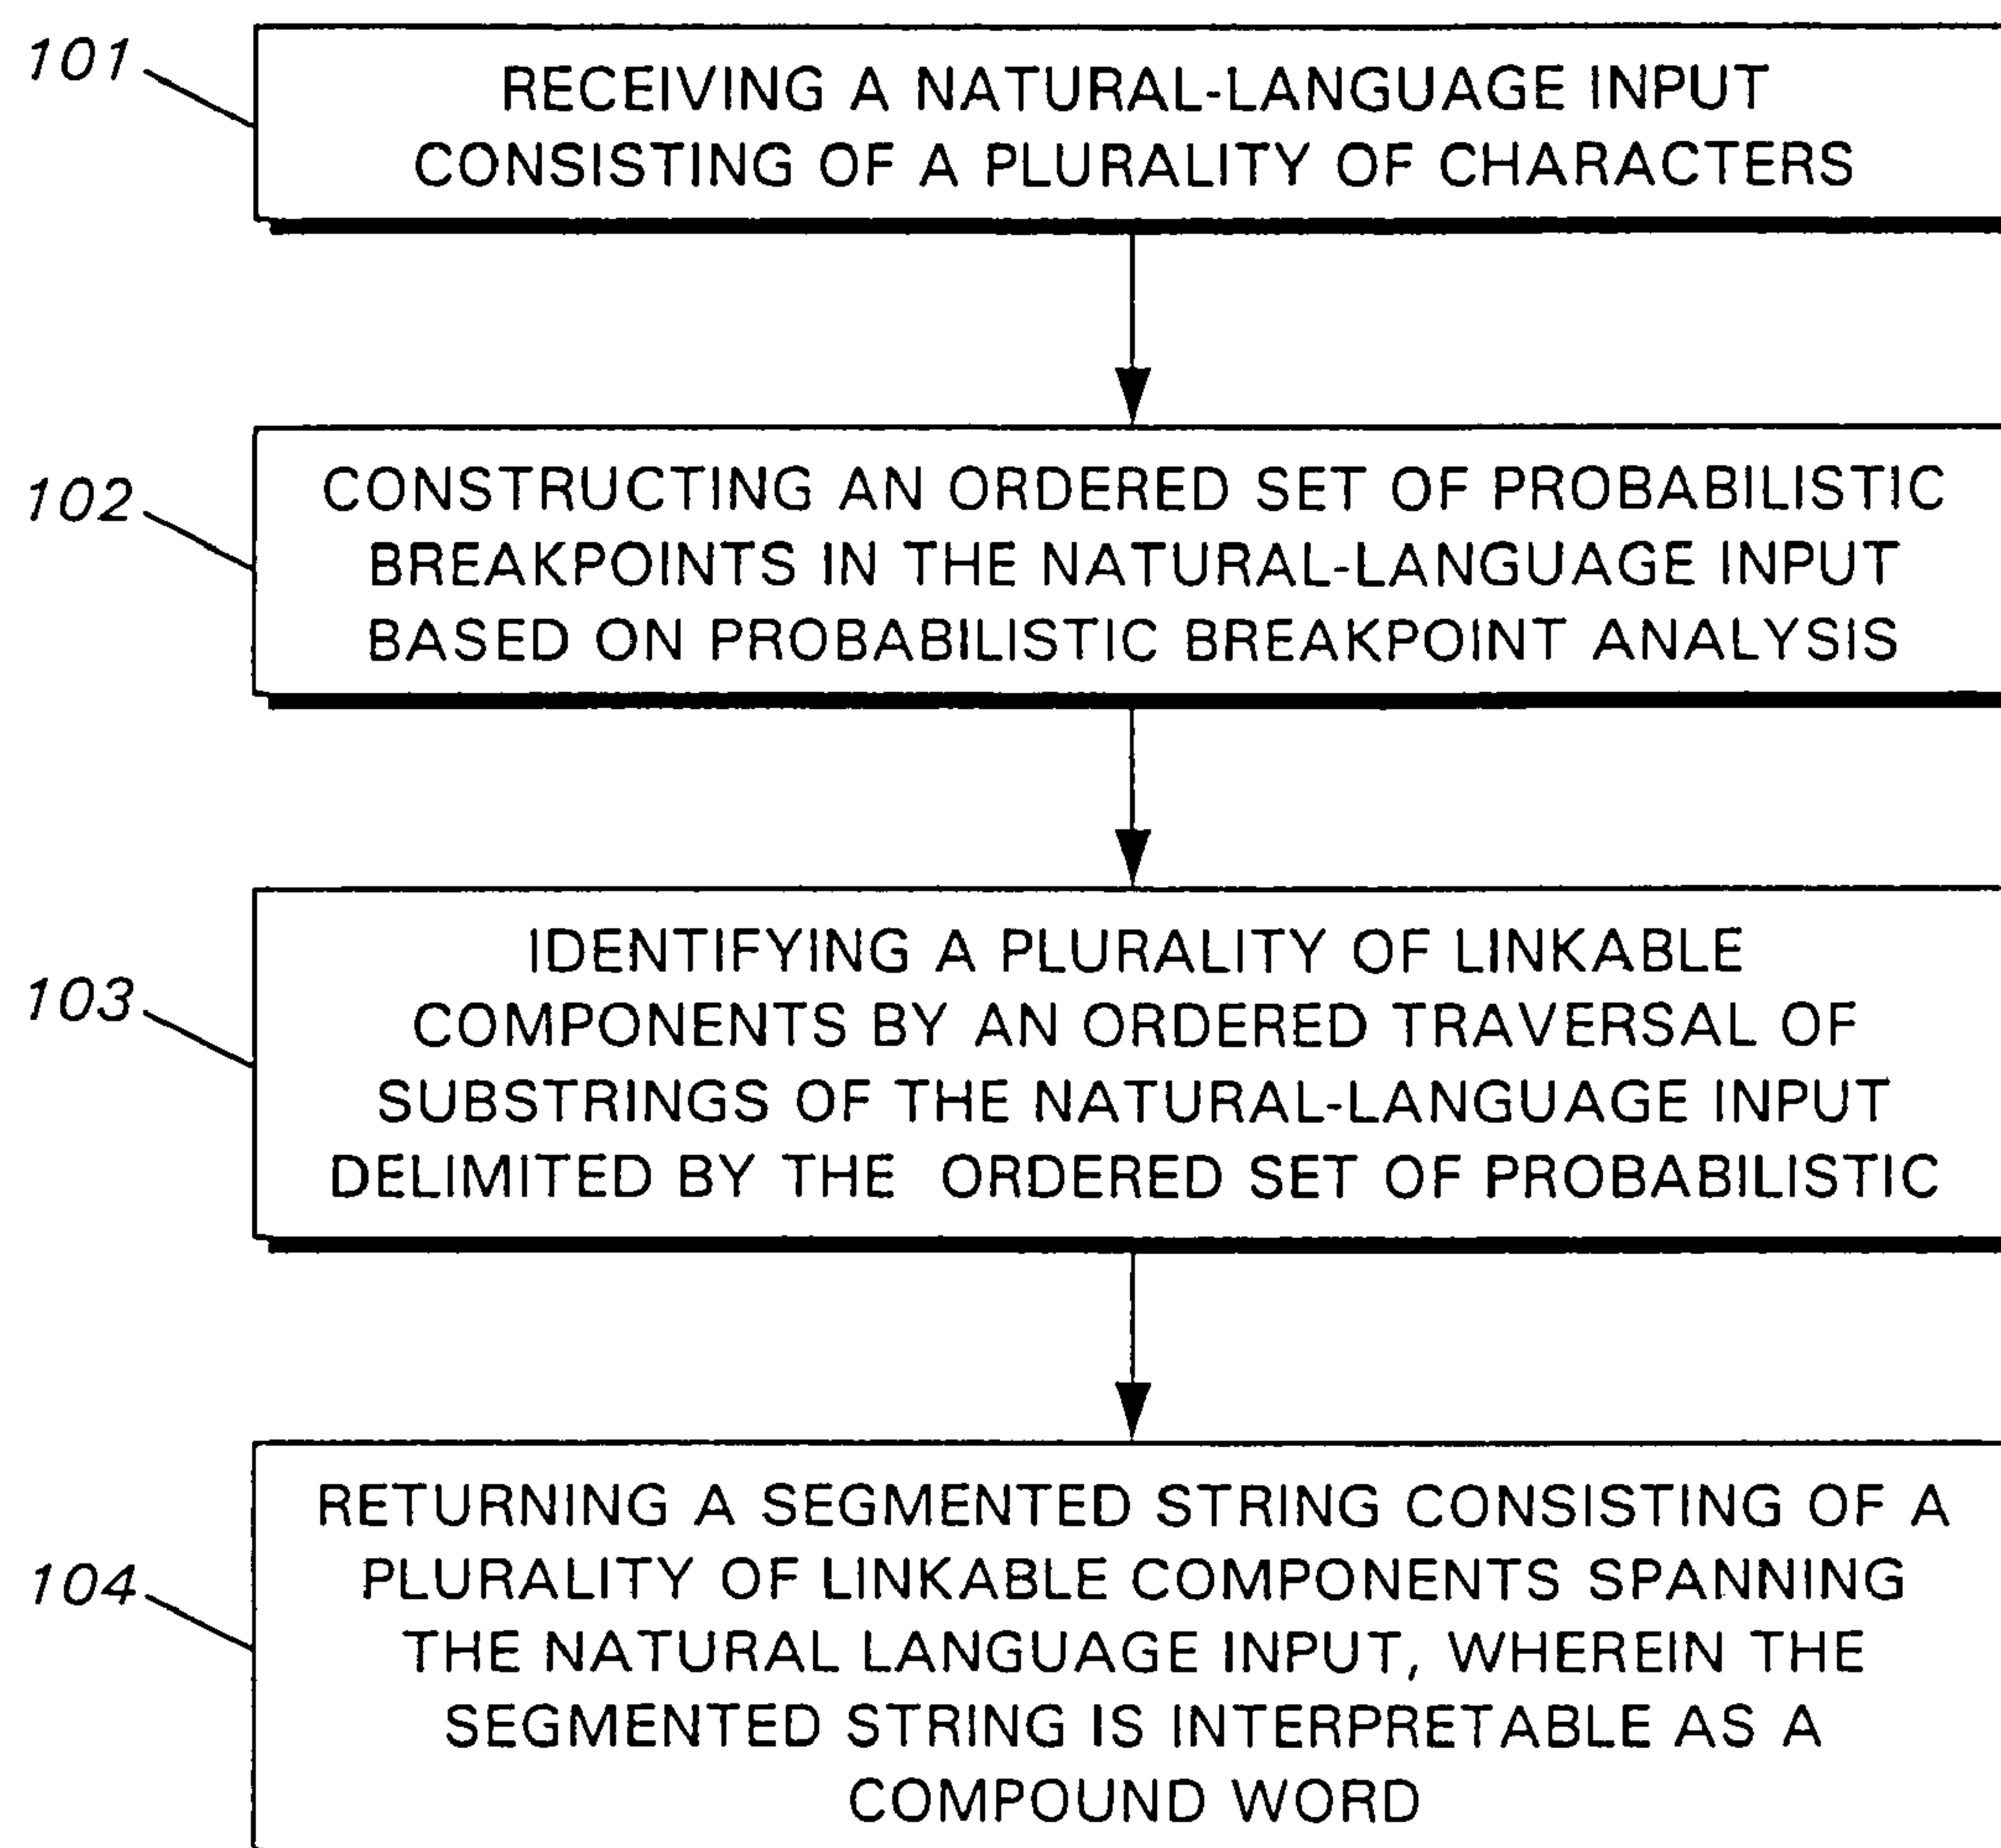 101
RECEIVING A NATURAL-LANGUAGE INPUT
CONSISTING OF A PLURALITY OF CHARACTERS
102
CONSTRUCTING AN ORDERED SET OF PROBABILISTIC
BREAKPOINTS IN THE NATURAL-LANGUAGE INPUT
BASED ON PROBABILISTIC BREAKPOINT ANALYSIS
103
IDENTIFYING A PLURALITY OF LINKABLE
COMPONENTS BY AN ORDERED TRAVERSAL OF
SUBSTRINGS OF THE NATURAL-LANGUAGE INPUT
DELIMITED BY THE ORDERED SET OF PROBABILISTIC
104
RETURNING A SEGMENTED STRING CONSISTING OF A
PLURALITY OF LINKABLE COMPONENTS SPANNING
THE NATURAL LANGUAGE INPUT, WHEREIN THE
SEGMENTED STRING IS INTERPRETABLE AS A
COMPOUND WORD